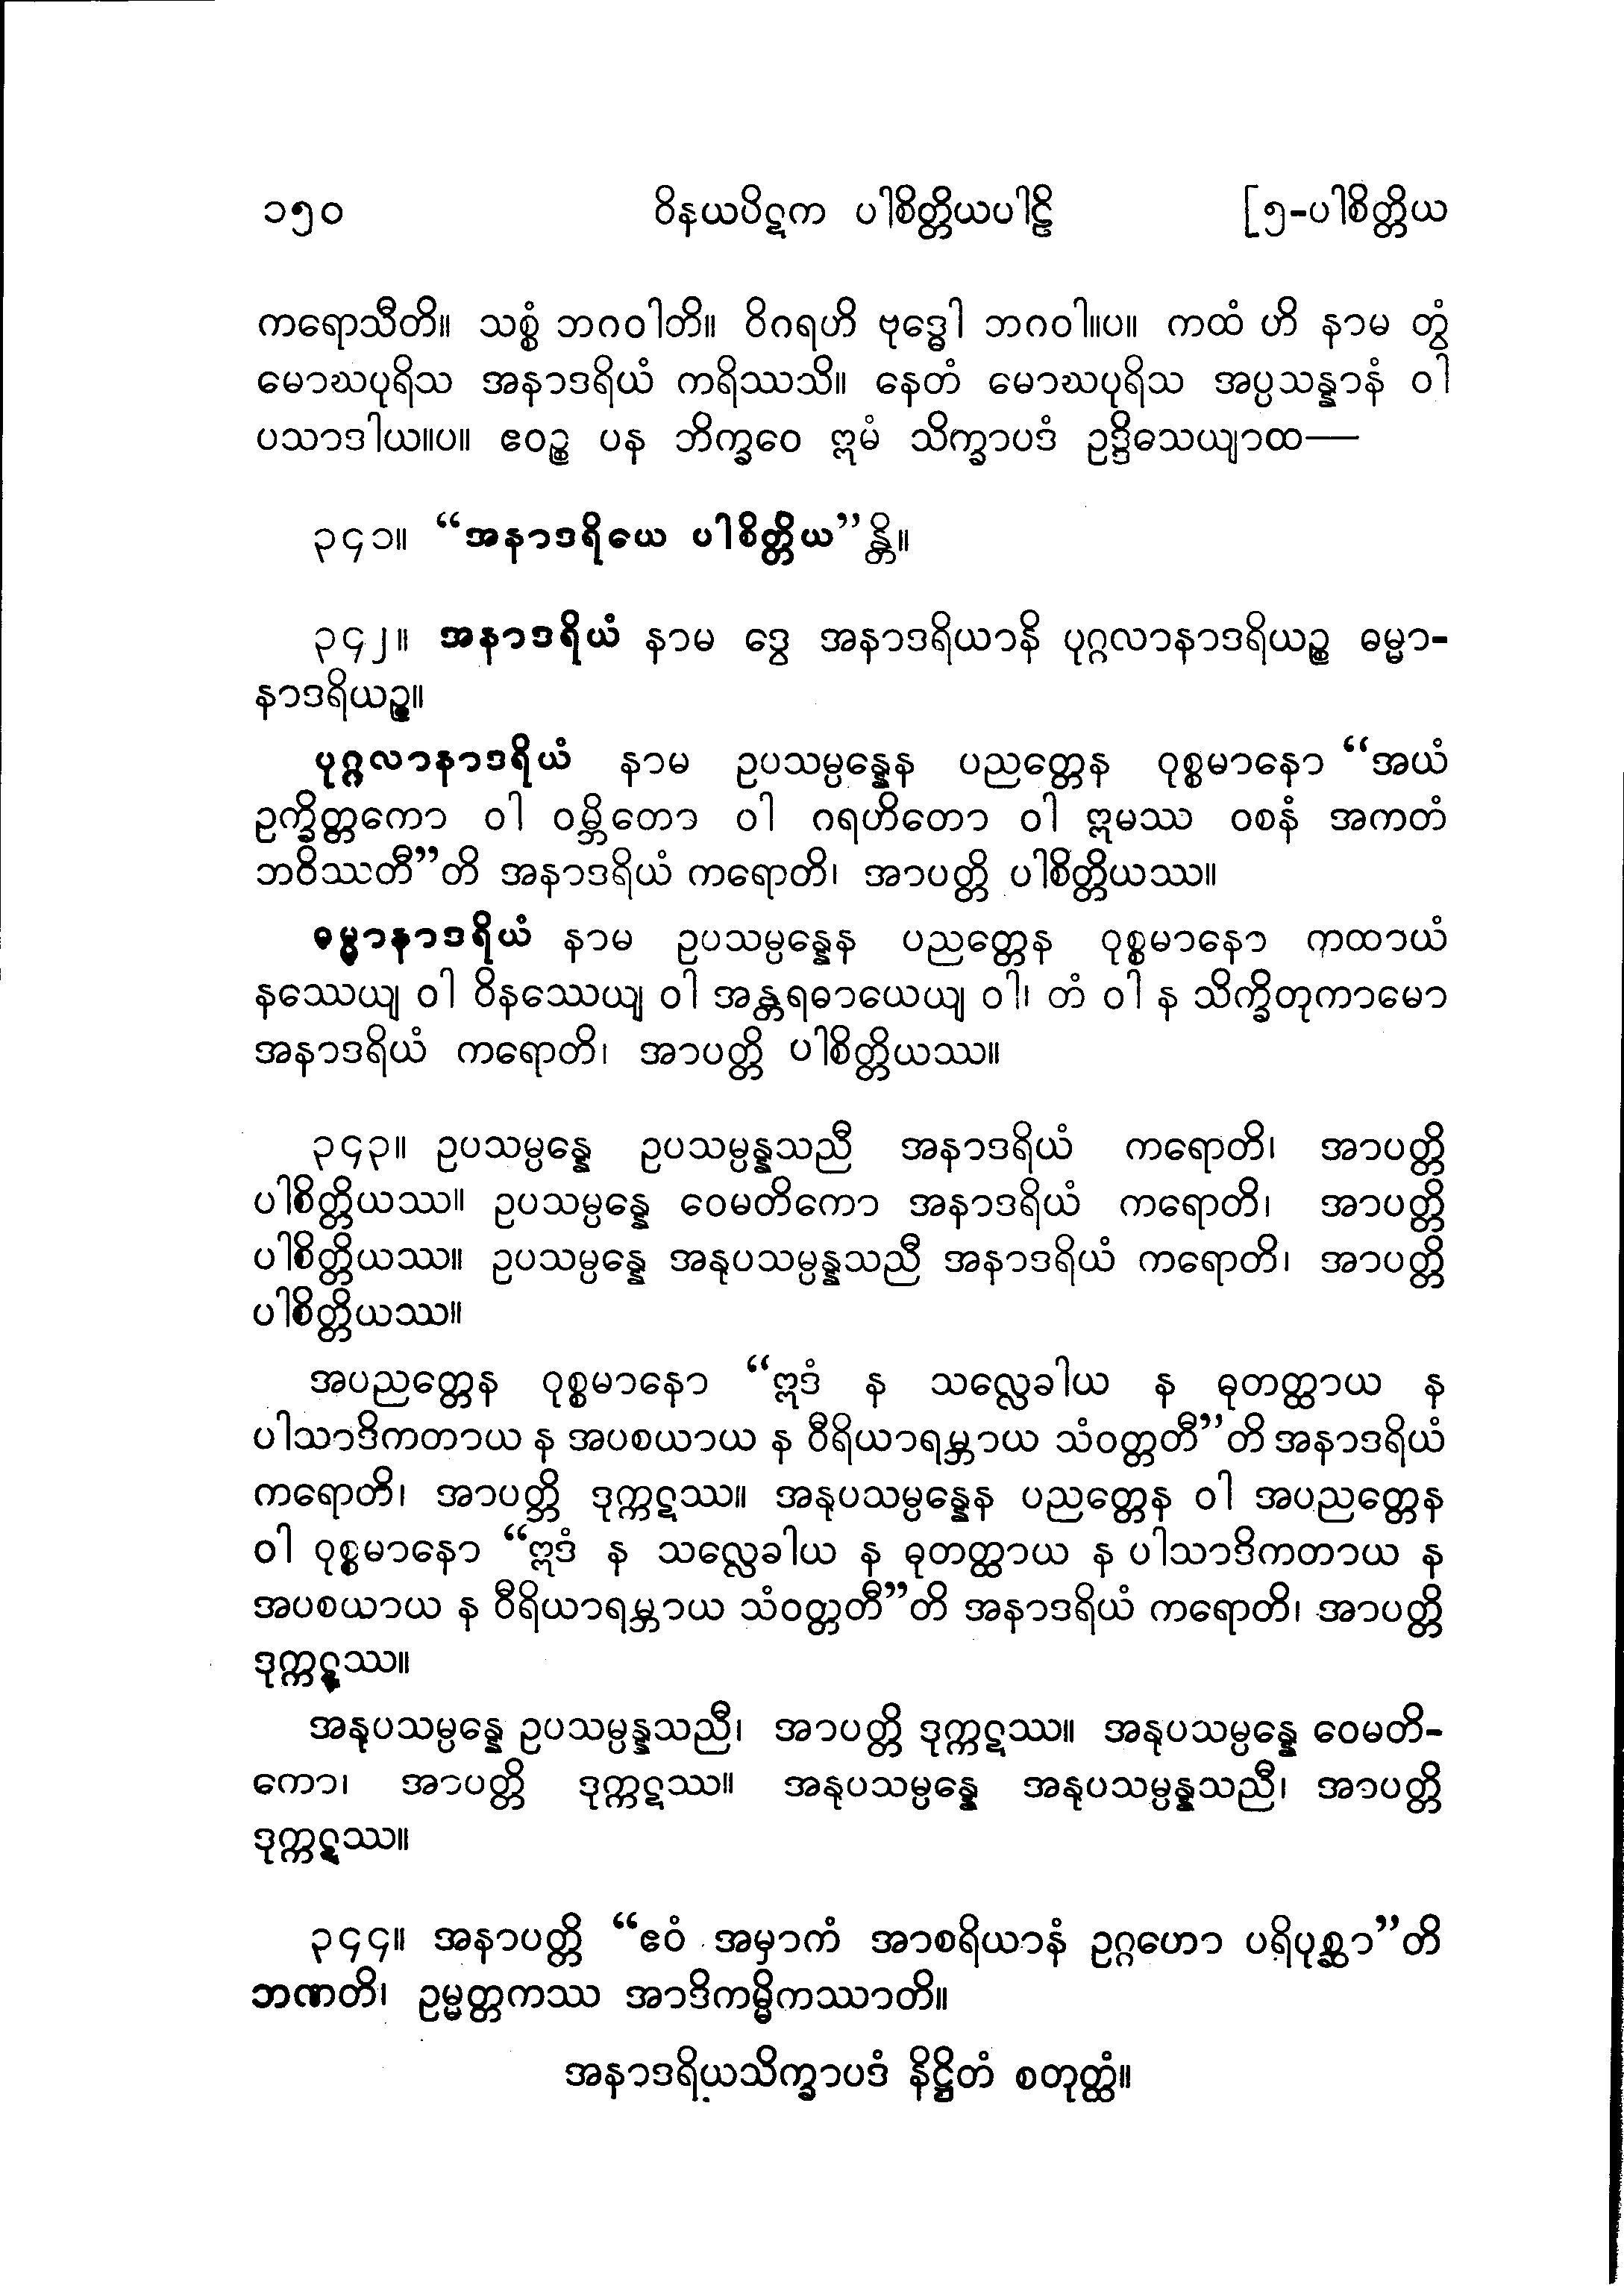 ၁၅၀ ဝိနယပိဋက ပါစိတ္တိယပါဠိ [၅-ပါစိတ္တိယ
ကရောသီတိ။ သစ္စံ ဘဂဝါတိ။ ဝိဂရဟိ ဗုဒ္ဓေါ ဘဂဝါ။ပ။ ကထံ ဟိ နာမ တွံ
မောဃပုရိသ အနာဒရိယံ ကရိဿသိ။ နေတံ မောဃပုရိသ အပ္ပသန္နာနံ ဝါ
ပသာဒါယ။ပ။ ဧဝဉ္စ ပန ဘိက္ခဝေ ဣမံ သိက္ခာပဒံ ဥဒ္ဒိသေယျာထ—
၃၄၁။ “အနာဒရိယေ ပါစိတ္တိယ”န္တိ။
၃၄၂။ အနာဒရိယံ နာမ ဒွေ အနာဒရိယာနိ ပုဂ္ဂလာနာဒရိယဉ္စ ဓမ္မာ-
နာဒရိယဉ္စ။
ပုဂ္ဂလာနာဒရိယံ နာမ ဥပသမ္ပန္နေန ပညတ္တေန ဝုစ္စမာနော “အယံ
ဥက္ခိတ္တကော ဝါ ဝမ္ဘိတော ဝါ ဂရဟိတော ဝါ ဣမဿ ဝစနံ အကတံ
ဘဝိဿတီ”တိ အနာဒရိယံ ကရောတိ၊ အာပတ္တိ ပါစိတ္တိယဿ။
ဓမ္မာနာဒရိယံ နာမ ဥပသမ္ပန္နေန ပညတ္တေန ဝုစ္စမာနော ကထာယံ
နဿေယျ ဝါ ဝိနဿေယျ ဝါ အန္တရဓာယေယျ ဝါ၊ တံ ဝါ န သိက္ခိတုကာမော
အနာဒရိယံ ကရောတိ၊ အာပတ္တိ ပါစိတ္တိယဿ။
၃၄၃။ ဥပသမ္ပန္နေ ဥပသမ္ပန္နသညီ အနာဒရိယံ ကရောတိ၊ အာပတ္တိ
ပါစိတ္တိယဿ။ ဥပသမ္ပန္နေ ဝေမတိကော အနာဒရိယံ ကရောတိ၊ အာပတ္တိ
ပါစိတ္တိယဿ။ ဥပသမ္ပန္နေ အနုပသမ္ပန္နသညီ အနာဒရိယံ ကရောတိ၊ အာပတ္တိ
ပါစိတ္တိယဿ။
အပညတ္တေန ဝုစ္စမာနော “ဣဒံ န သလ္လေခါယ န ဓုတတ္ထာယ န
ပါသာဒိကတာယ န အပစယာယ န ဝီရိယာရမ္ဘာယ သံဝတ္တတီ”တိ အနာဒရိယံ
ကရောတိ၊ အာပတ္တိ ဒုက္ကဋဿ။ အနုပသမ္ပန္နေန ပညတ္တေန ဝါ အပညတ္တေန
ဝါ ဝုစ္စမာနော “ဣဒံ န သလ္လေခါယ န ဓုတတ္ထာယ န ပါသာဒိကတာယ န
အပစယာယ န ဝီရိယာရမ္ဘာယ သံဝတ္တတီ”တိ အနာဒရိယံ ကရောတိ၊ အာပတ္တိ
ဒုက္ကဋဿ။
အနုပသမ္ပန္နေ ဥပသမ္ပန္နသညီ၊ အာပတ္တိ ဒုက္ကဋဿ။ အနုပသမ္ပန္နေ ဝေမတိ-
ကော၊ အာပတ္တိ ဒုက္ကဋဿ။ အနုပသမ္ပန္နေ အနုပသမ္ပန္နသညီ၊ အာပတ္တိ
ဒုက္ကဋဿ။
၃၄၄။ အနာပတ္တိ “ဧဝံ အမှာကံ အာစရိယာနံ ဥဂ္ဂဟော ပရိပုစ္ဆာ”တိ
ဘဏတိ၊ ဥမ္မတ္တကဿ အာဒိကမ္မိကဿာတိ။
အနာဒရိယသိက္ခာပဒံ နိဋ္ဌိတံ စတုတ္ထံ။